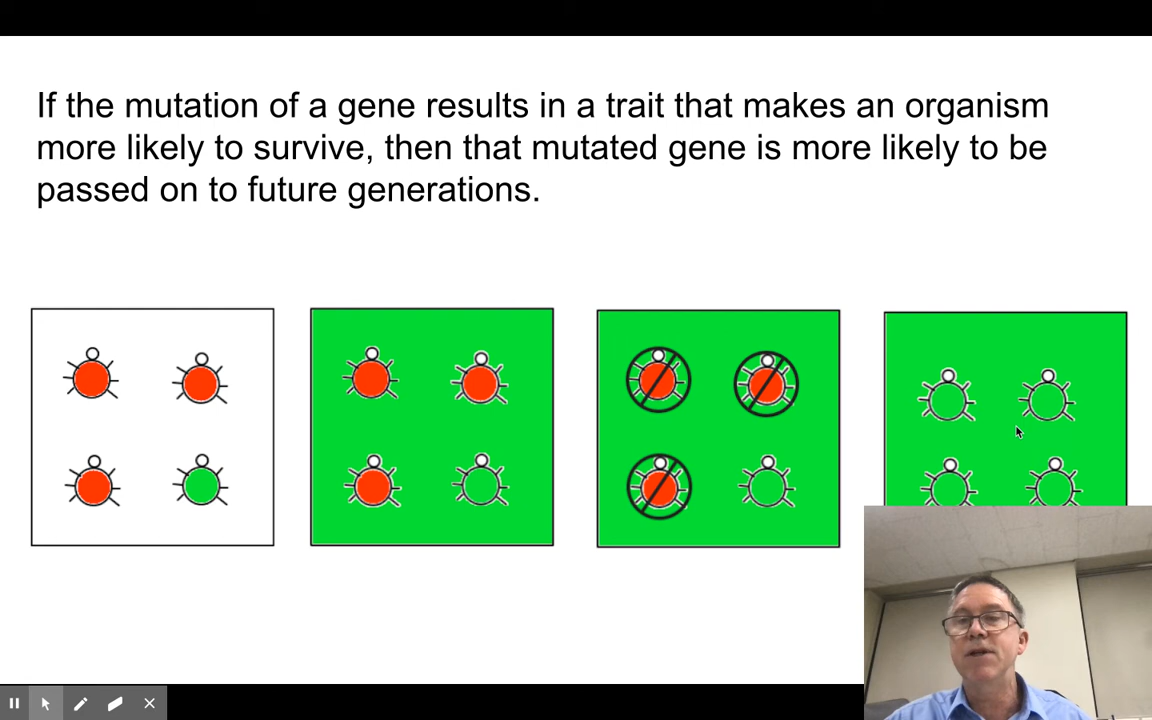 If the mutation of a gene results in a trait that makes an organism
more likely to survive, then that mutated gene is more likely to be
passed on to future generations.